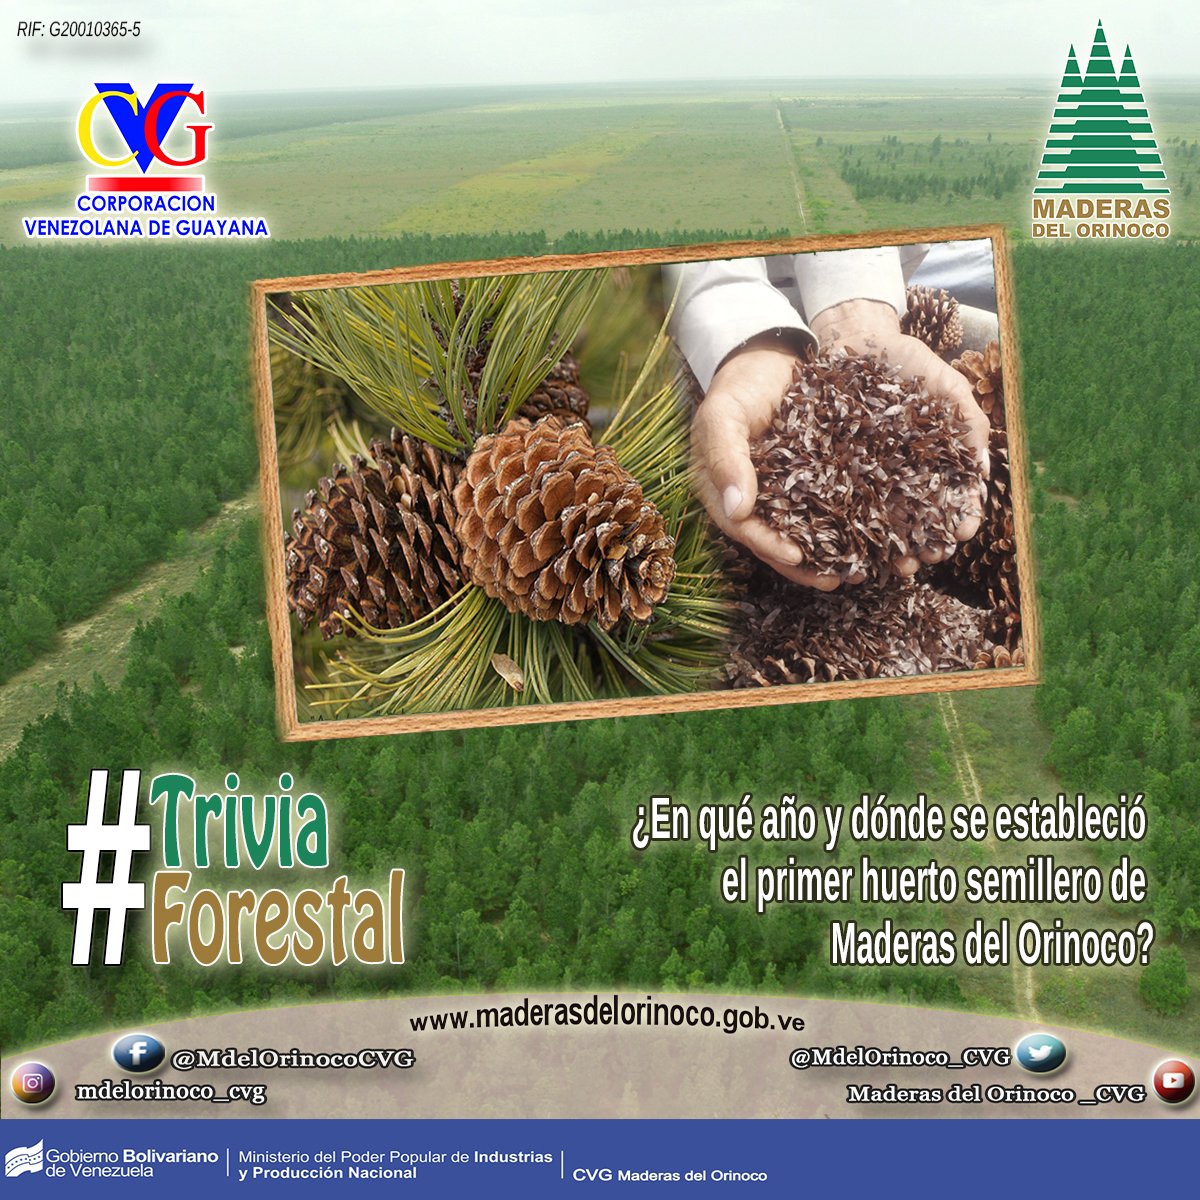 RIF: G20010365-5
CVG
CORPORACION
VENEZOLANA DE GUAYANA
MADERAS
DEL ORINOCO
#Trivia
#Forestal
¿En qué año y dónde se estableció
el primer huerto semillero de
Maderas del Orinoco?
www.maderasdelorinoco.gob.ve
@MdelOrinocoCVG
mdelorinoco_cvg
@MdelOrinoco_CVG
Maderas del Orinoco _CVG
Gobierno Bolivariano
de Venezuela
Ministerio del Poder Popular de Industrias
y Producción Nacional
CVG Maderas del Orinoco